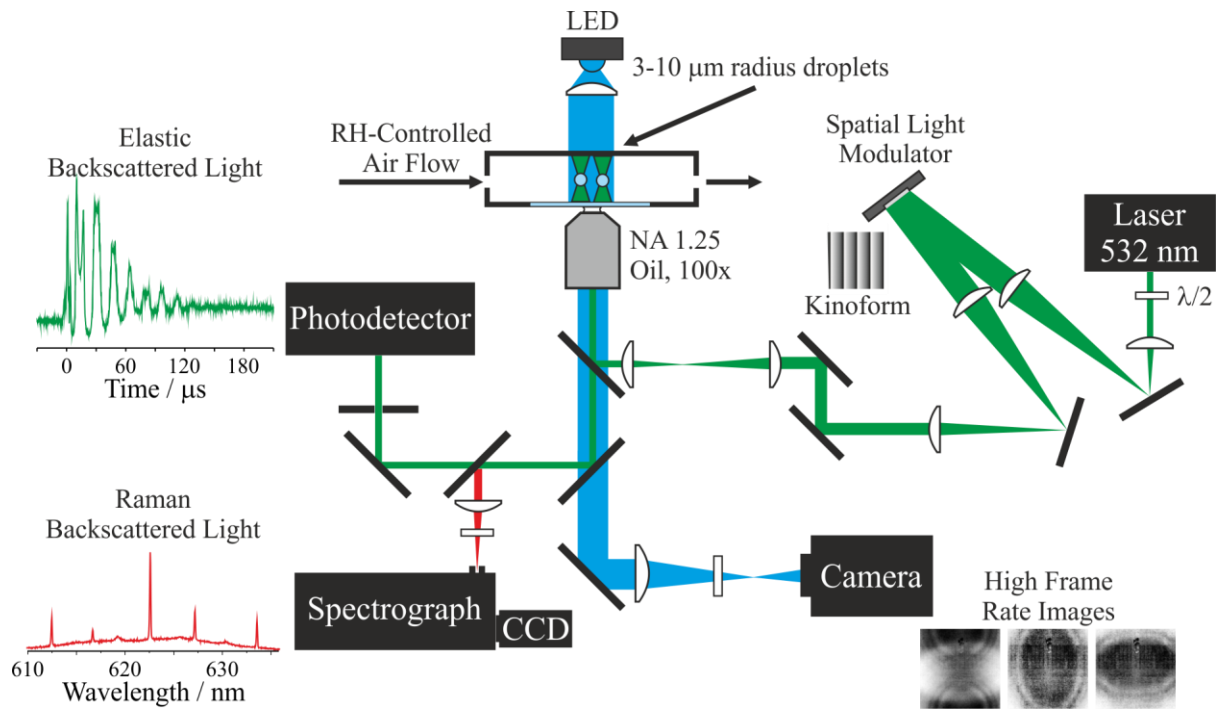 LED
3-10 μm radius droplets
Elastic
Backscattered Light
RH-Controlled
Air Flow
Spatial Light
Modulator
Laser
532 nm
NA 1.25
Oil, 100x
Kinoform
λ/2
Photodetector
0 60 120 180
Time / μs
Raman
Backscattered Light
Spectrograph
CCD
Camera
High Frame
Rate Images
610 620 630
Wavelength / nm